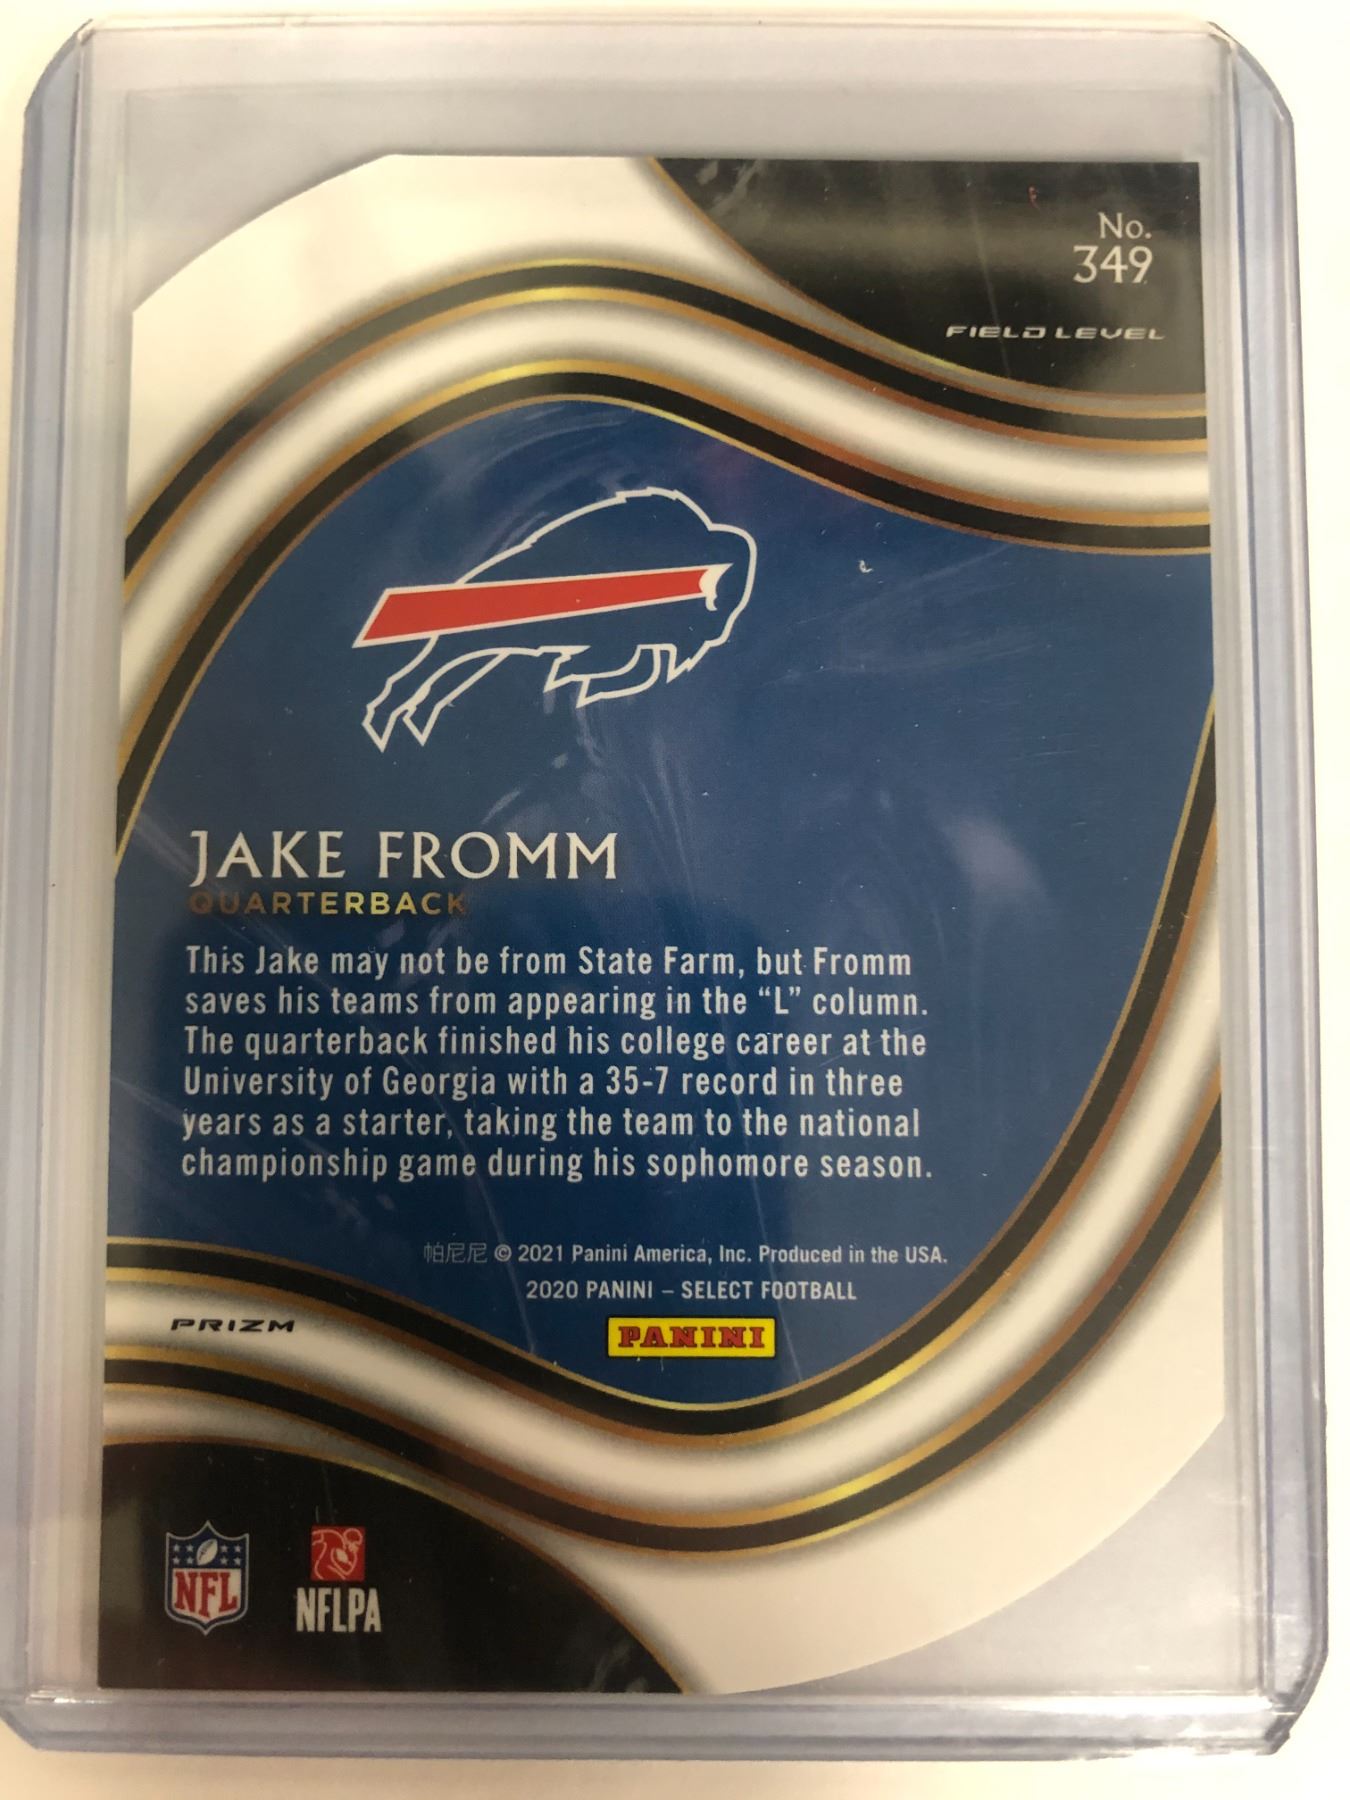 No.
349
FIELD LEVEL
JAKE FROMM
QUARTERBACK
This Jake may not be from State Farm, but Fromm
saves his teams from appearing in the “L” column.
The quarterback finished his college career at the
University of Georgia with a 35-7 record in three
years as a starter, taking the team to the national
championship game during his sophomore season.
帕尼尼 © 2021 Panini America, Inc. Produced in the USA.
2020 PANINI – SELECT FOOTBALL
PRIZM
PANINI
NFL
NFLPA